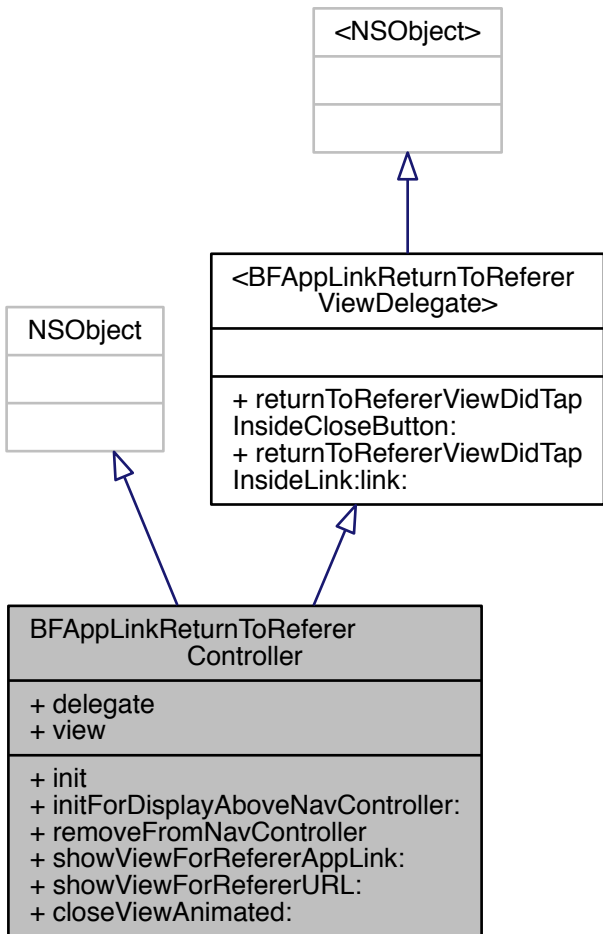 <NSObject>
<BFAppLinkReturnToReferer
ViewDelegate>
+ returnToRefererViewDidTap
InsideCloseButton:
+ returnToRefererViewDidTap
InsideLink:link:
NSObject
BFAppLinkReturnToReferer
Controller
+ delegate
+ view
+ init
+ initForDisplayAboveNavController:
+ removeFromNavController
+ showViewForRefererAppLink:
+ showViewForRefererURL:
+ closeViewAnimated: